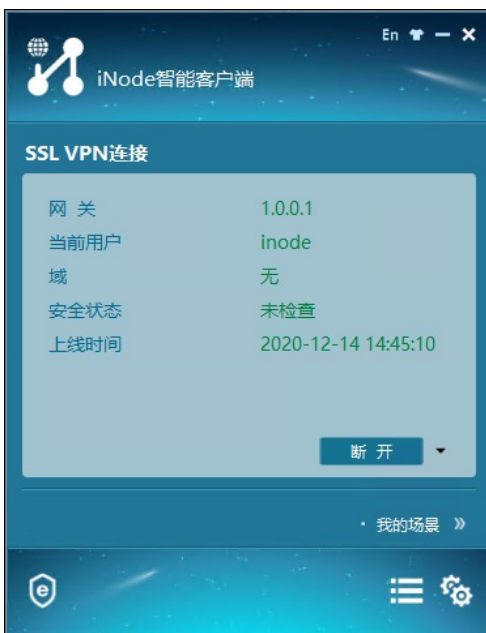 En
iNode智能客户端
SSL VPN连接
网 关 1.0.0.1
当前用户 inode
域 无
安全状态 未检查
上线时间 2020-12-14 14:45:10
断 开
· 我的场景 »
e